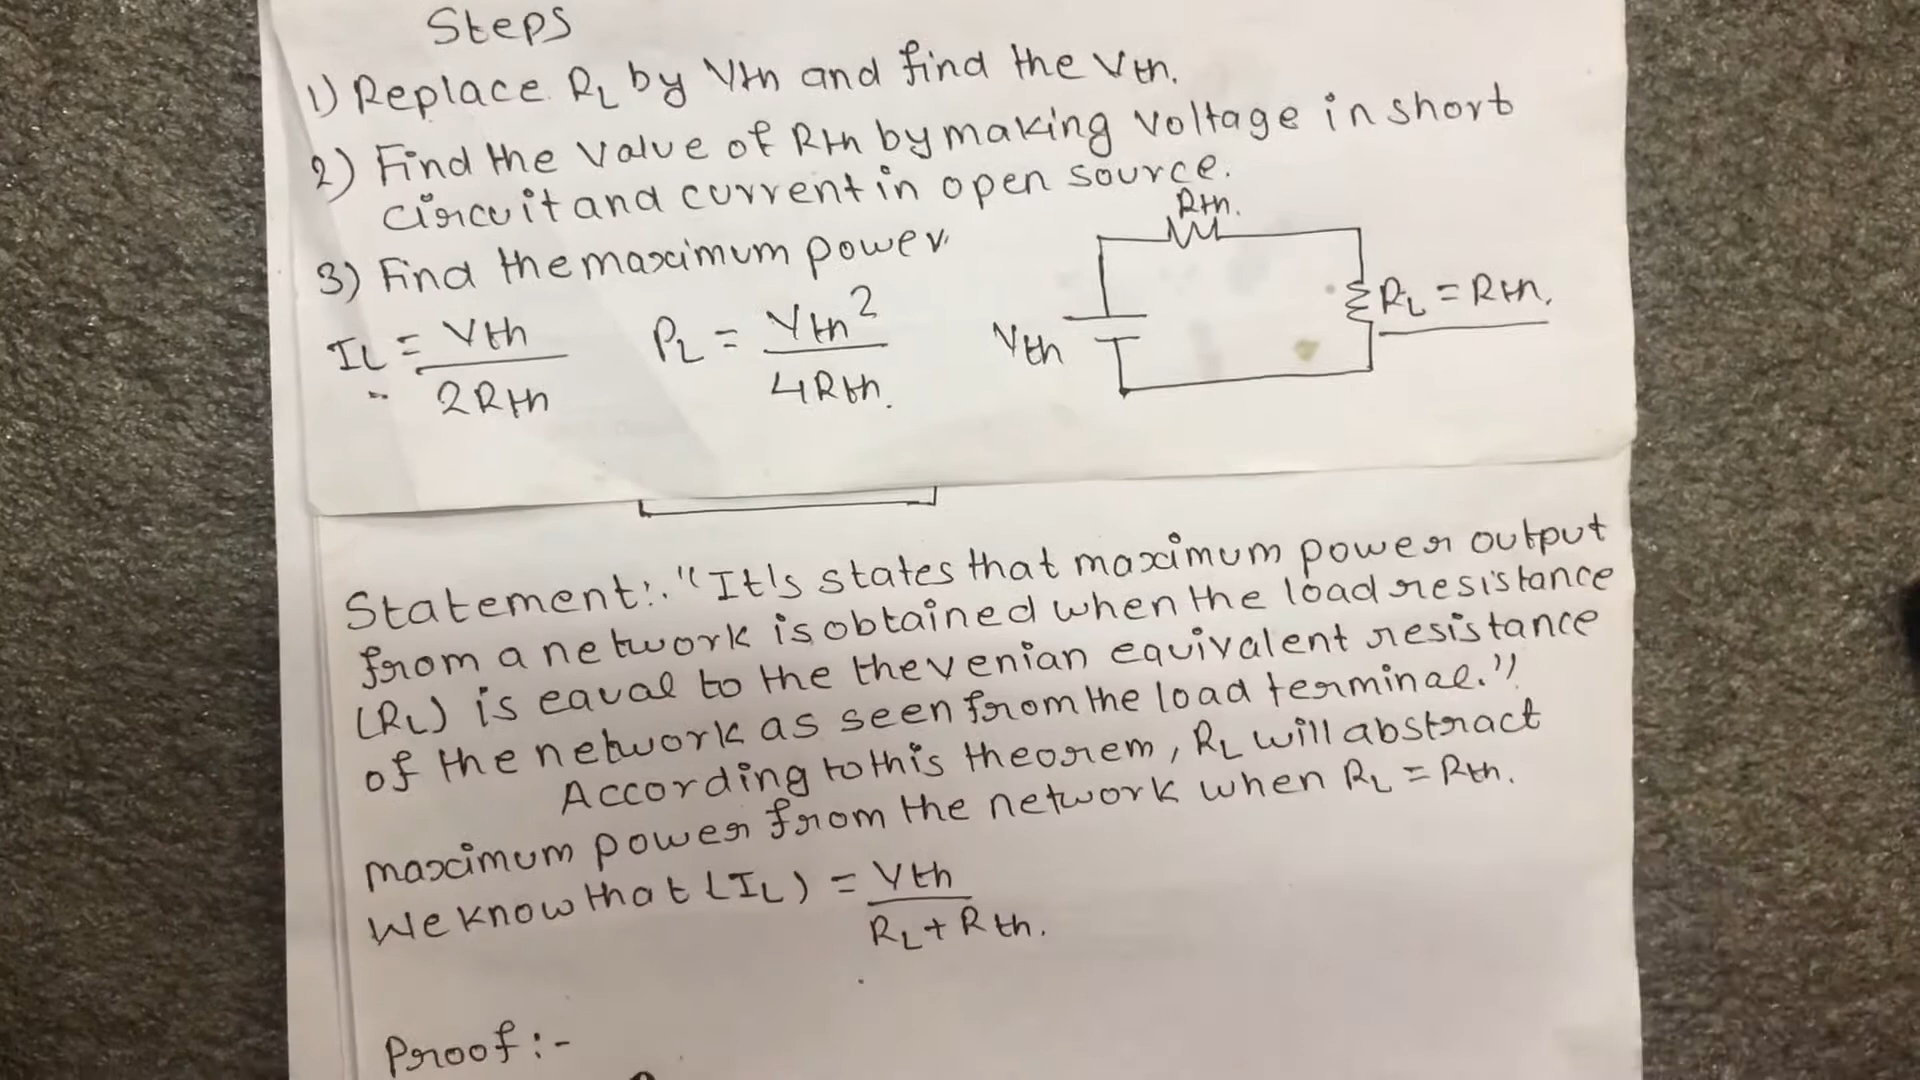 Steps
1) Replace RL by Vth and find the Vth.
2) Find the value of Rth by making voltage in short
circuit and current in open source.
3) Find the maximum power.
Rth.
IL = Vth / 2Rth
PL = Vth² / 4Rth.
Vth
RL = Rth.
Statement:. "It's states that maximum power output
from a network is obtained when the load resistance
(RL) is eaual to the thevenian equivalent resistance
of the network as seen from the load terminal."
According to this theorem, RL will abstract
maximum power from the network when RL = Rth.
We know that (IL) = Vth / RL + Rth.
Proof :-